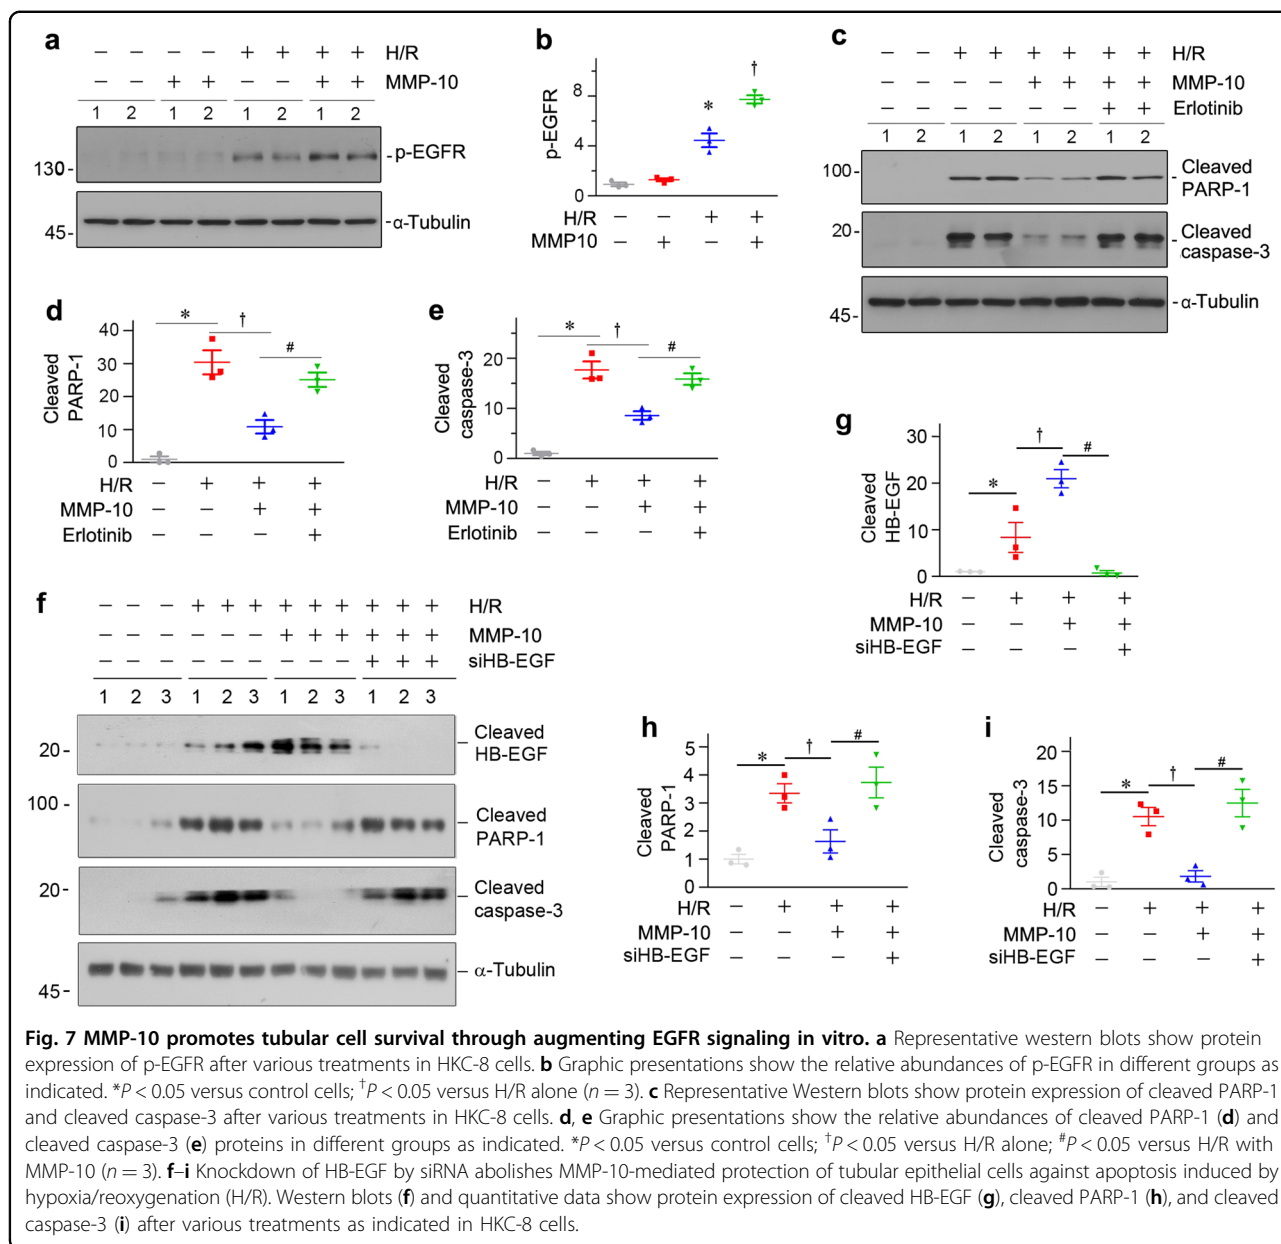 a
− − − − + + + + H/R
− − + + − − + + MMP-10
1 2 1 2 1 2 1 2
130- -p-EGFR
45- -α-Tubulin
b
p-EGFR
8
4
0
* †
H/R − − + +
MMP10 − + − +
c
− − + + + + + + H/R
− − − − + + + + MMP-10
− − − − − − + + Erlotinib
1 2 1 2 1 2 1 2
100- - Cleaved
PARP-1
20- - Cleaved
caspase-3
45- -α-Tubulin
d
Cleaved
PARP-1
40
30
20
10
0
* † #
H/R − + + +
MMP-10 − − + +
Erlotinib − − − +
e
Cleaved
caspase-3
20
10
0
* † #
H/R − + + +
MMP-10 − − + +
Erlotinib − − − +
g
Cleaved
HB-EGF
30
20
10
0
* † #
H/R − + + +
MMP-10 − − + +
siHB-EGF − − − +
f
− − − + + + + + + + + + H/R
− − − − − − + + + + + + MMP-10
− − − − − − − − − + + + siHB-EGF
1 2 3 1 2 3 1 2 3 1 2 3
20- - Cleaved
HB-EGF
100- - Cleaved
PARP-1
20- - Cleaved
caspase-3
45- - α-Tubulin
h
Cleaved
PARP-1
5
4
3
2
1
0
* † #
H/R − + + +
MMP-10 − − + +
siHB-EGF − − − +
i
Cleaved
caspase-3
20
15
10
5
0
* † #
H/R − + + +
MMP-10 − − + +
siHB-EGF − − − +
Fig. 7 MMP-10 promotes tubular cell survival through augmenting EGFR signaling in vitro. a Representative western blots show protein
expression of p-EGFR after various treatments in HKC-8 cells. b Graphic presentations show the relative abundances of p-EGFR in different groups as
indicated. *P < 0.05 versus control cells; †P < 0.05 versus H/R alone (n = 3). c Representative Western blots show protein expression of cleaved PARP-1
and cleaved caspase-3 after various treatments in HKC-8 cells. d, e Graphic presentations show the relative abundances of cleaved PARP-1 (d) and
cleaved caspase-3 (e) proteins in different groups as indicated. *P < 0.05 versus control cells; †P < 0.05 versus H/R alone; #P < 0.05 versus H/R with
MMP-10 (n = 3). f–i Knockdown of HB-EGF by siRNA abolishes MMP-10-mediated protection of tubular epithelial cells against apoptosis induced by
hypoxia/reoxygenation (H/R). Western blots (f) and quantitative data show protein expression of cleaved HB-EGF (g), cleaved PARP-1 (h), and cleaved
caspase-3 (i) after various treatments as indicated in HKC-8 cells.